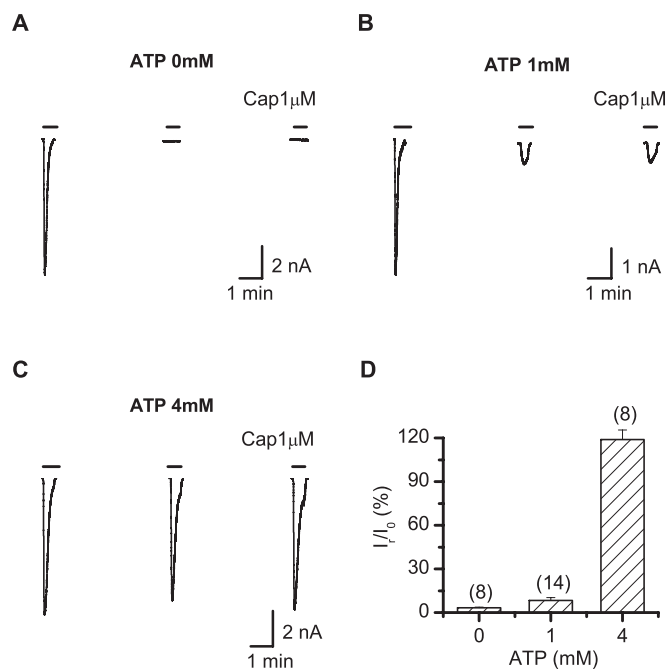 A
ATP 0mM
Cap1μM
2 nA
1 min
B
ATP 1mM
Cap1μM
1 nA
1 min
C
ATP 4mM
Cap1μM
2 nA
1 min
D
120
90
60
30
0
Ir/I0 (%)
(8)
(14)
(8)
0
1
4
ATP (mM)